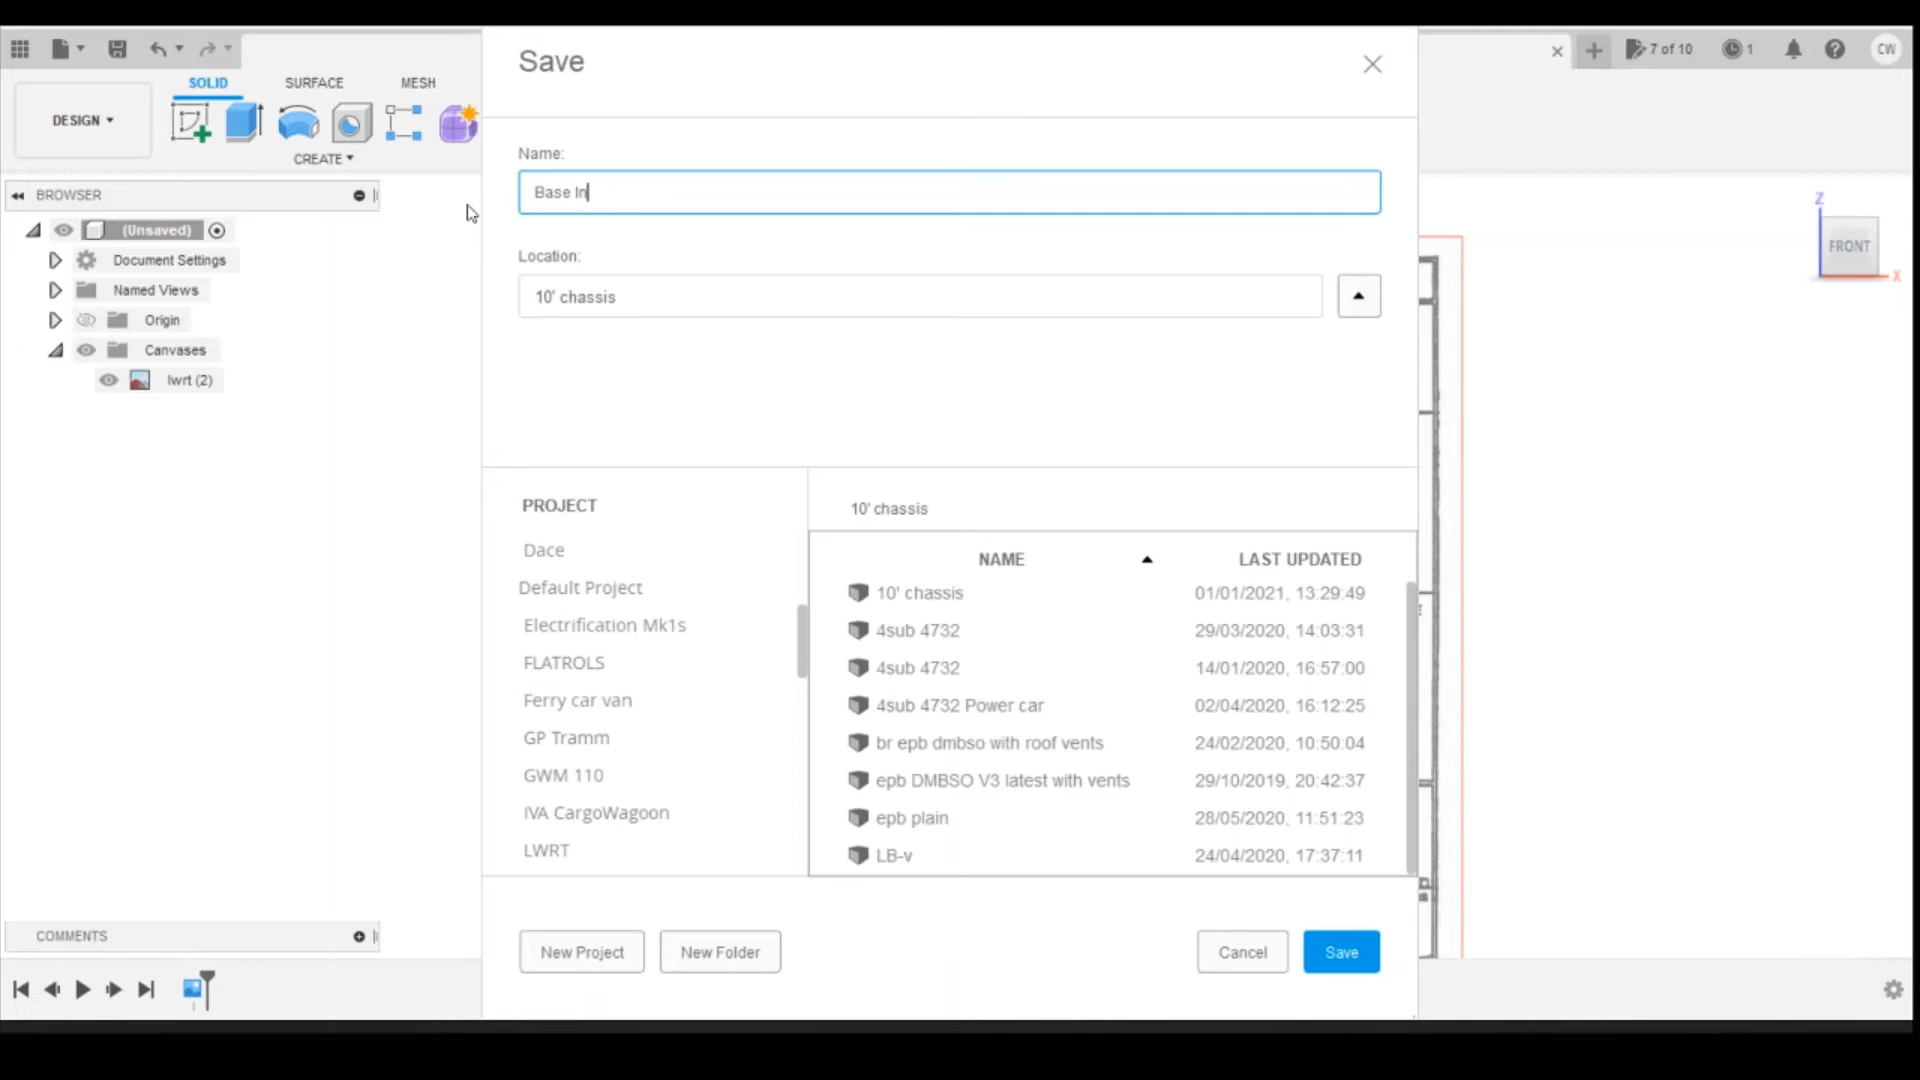 Save
7 of 10
1
CW
SOLID
SURFACE
MESH
DESIGN
CREATE
Name:
Base In
BROWSER
(Unsaved)
Document Settings
Named Views
Origin
Canvases
lwrt (2)
Location:
10' chassis
Z
FRONT
X
PROJECT
Dace
Default Project
Electrification Mk1s
FLATROLS
Ferry car van
GP Tramm
GWM 110
IVA CargoWagoon
LWRT
10' chassis
NAME LAST UPDATED
10' chassis 01/01/2021, 13:29:49
4sub 4732 29/03/2020, 14:03:31
4sub 4732 14/01/2020, 16:57:00
4sub 4732 Power car 02/04/2020, 16:12:25
br epb dmbso with roof vents 24/02/2020, 10:50:04
epb DMBSO V3 latest with vents 29/10/2019, 20:42:37
epb plain 28/05/2020, 11:51:23
LB-v 24/04/2020, 17:37:11
COMMENTS
New Project
New Folder
Cancel
Save